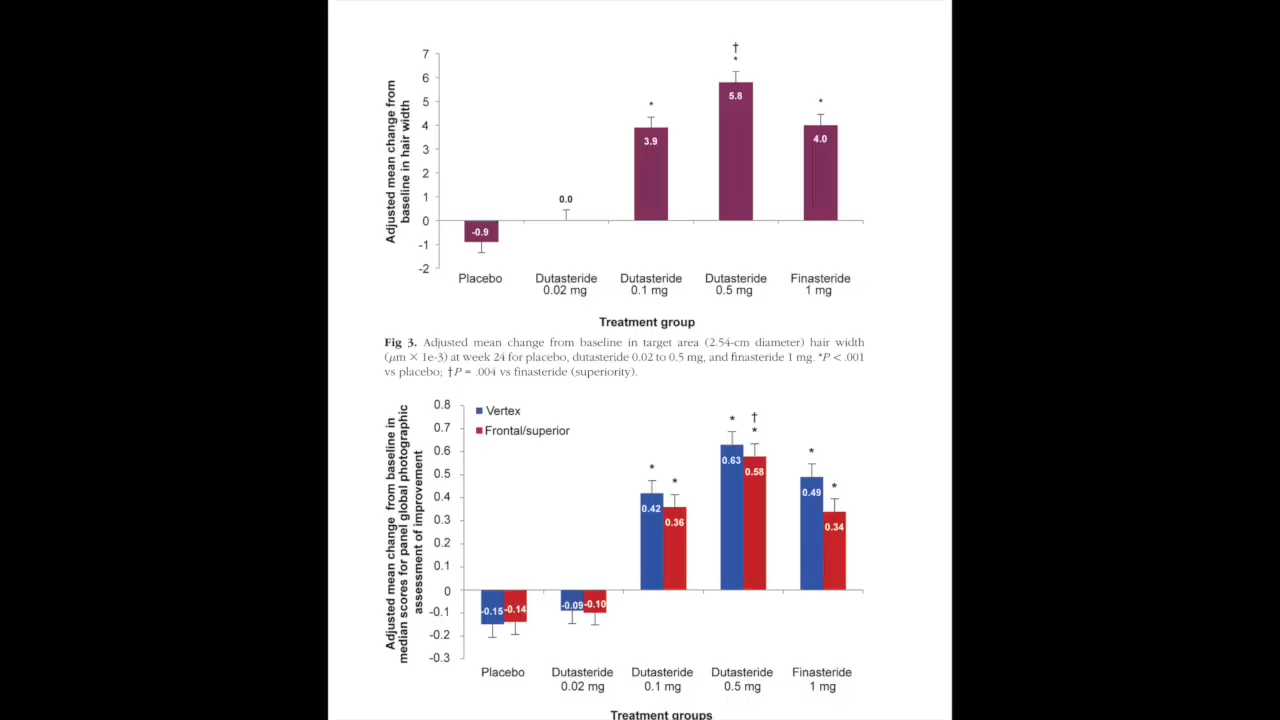 7
6
5
4
3
2
1
0
-1
-2
Adjusted mean change from
baseline in hair width
†
*
*
*
5.8
3.9
4.0
0.0
-0.9
Placebo
Dutasteride
0.02 mg
Dutasteride
0.1 mg
Dutasteride
0.5 mg
Finasteride
1 mg
Treatment group
Fig 3. Adjusted mean change from baseline in target area (2.54-cm diameter) hair width
(μm × 1e-3) at week 24 for placebo, dutasteride 0.02 to 0.5 mg, and finasteride 1 mg. *P < .001
vs placebo; †P = .004 vs finasteride (superiority).
0.8
0.7
0.6
0.5
0.4
0.3
0.2
0.1
0
-0.1
-0.2
-0.3
Adjusted mean change from baseline in
median scores for panel global photographic
assessment of improvement
Vertex
Frontal/superior
-0.15
-0.14
-0.09
-0.10
*
0.42
*
0.36
*
0.63
†
*
0.58
*
0.49
*
0.34
Placebo
Dutasteride
0.02 mg
Dutasteride
0.1 mg
Dutasteride
0.5 mg
Finasteride
1 mg
Treatment groups